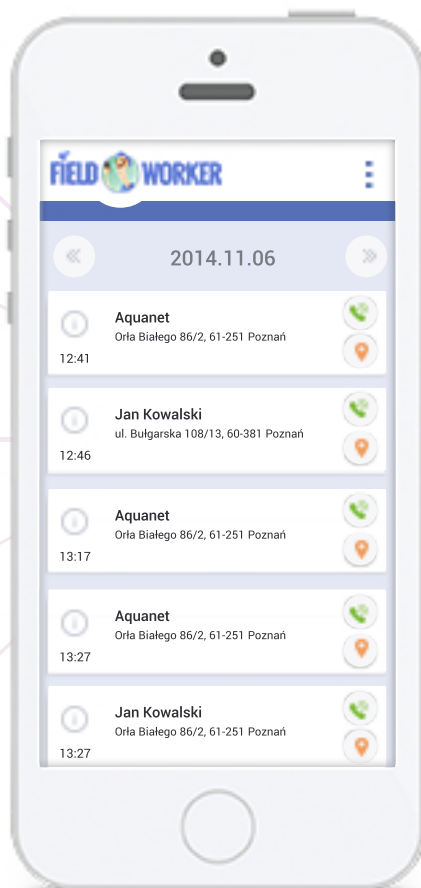 FIELD WORKER
2014.11.06
Aquanet
Orła Białego 86/2, 61-251 Poznań
12:41
Jan Kowalski
ul. Bułgarska 108/13, 60-381 Poznań
12:46
Aquanet
Orła Białego 86/2, 61-251 Poznań
13:17
Aquanet
Orła Białego 86/2, 61-251 Poznań
13:27
Jan Kowalski
Orła Białego 86/2, 61-251 Poznań
13:27